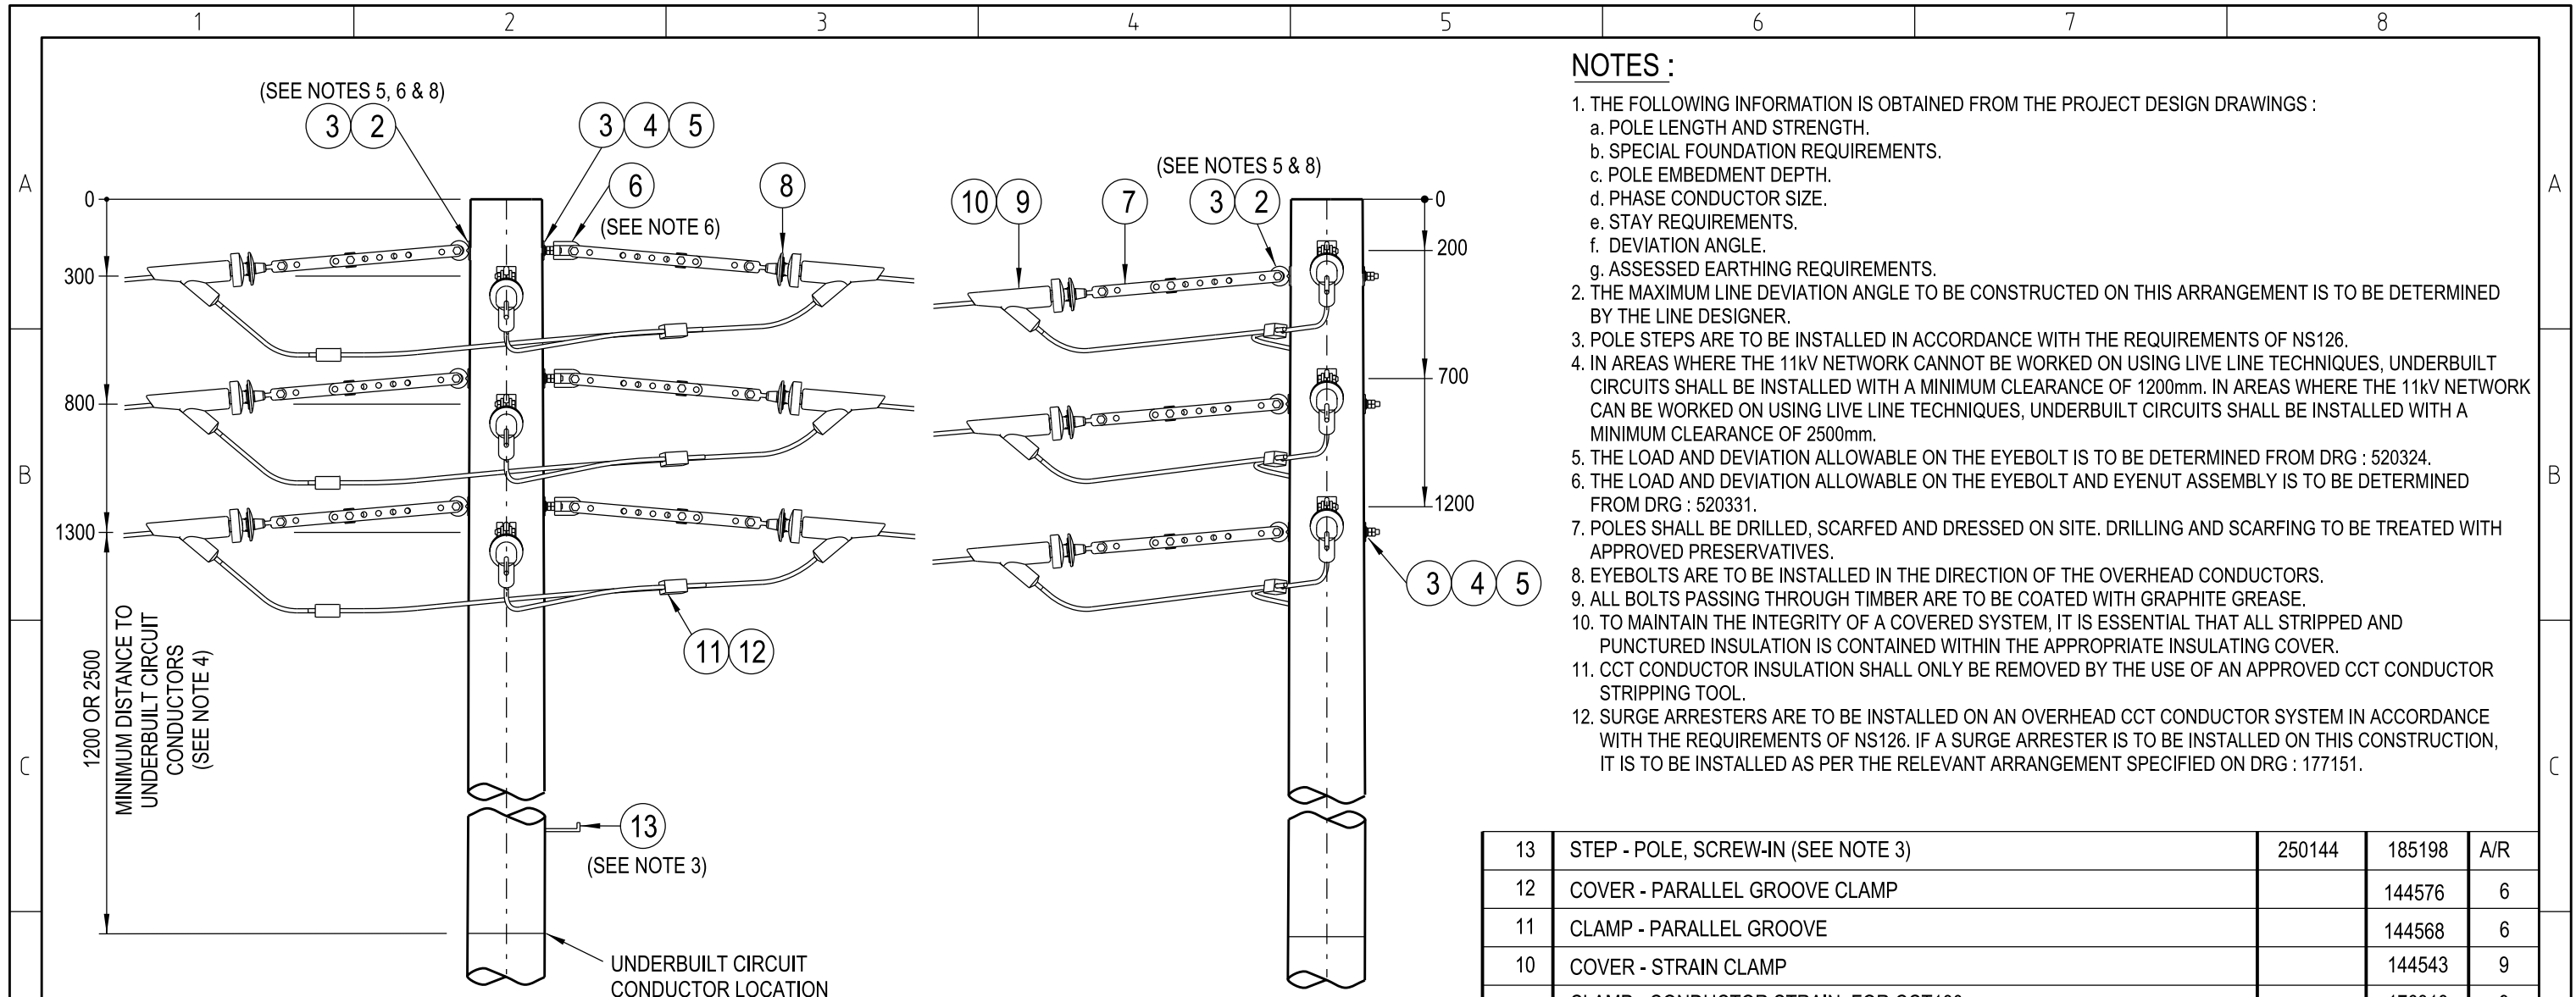 1 2 3 4 5 6 7 8
A
B
C
A
B
C
(SEE NOTES 5, 6 & 8)
3 2
3 4 5
6
(SEE NOTE 6)
8
0
300
800
1300
11 12
1200 OR 2500
MINIMUM DISTANCE TO
UNDERBUILT CIRCUIT
CONDUCTORS
(SEE NOTE 4)
13
(SEE NOTE 3)
UNDERBUILT CIRCUIT
CONDUCTOR LOCATION
(SEE NOTES 5 & 8)
10 9
7
3 2
0
200
700
1200
3 4 5
NOTES :
1. THE FOLLOWING INFORMATION IS OBTAINED FROM THE PROJECT DESIGN DRAWINGS :
a. POLE LENGTH AND STRENGTH.
b. SPECIAL FOUNDATION REQUIREMENTS.
c. POLE EMBEDMENT DEPTH.
d. PHASE CONDUCTOR SIZE.
e. STAY REQUIREMENTS.
f. DEVIATION ANGLE.
g. ASSESSED EARTHING REQUIREMENTS.
2. THE MAXIMUM LINE DEVIATION ANGLE TO BE CONSTRUCTED ON THIS ARRANGEMENT IS TO BE DETERMINED
BY THE LINE DESIGNER.
3. POLE STEPS ARE TO BE INSTALLED IN ACCORDANCE WITH THE REQUIREMENTS OF NS126.
4. IN AREAS WHERE THE 11kV NETWORK CANNOT BE WORKED ON USING LIVE LINE TECHNIQUES, UNDERBUILT
CIRCUITS SHALL BE INSTALLED WITH A MINIMUM CLEARANCE OF 1200mm. IN AREAS WHERE THE 11kV NETWORK
CAN BE WORKED ON USING LIVE LINE TECHNIQUES, UNDERBUILT CIRCUITS SHALL BE INSTALLED WITH A
MINIMUM CLEARANCE OF 2500mm.
5. THE LOAD AND DEVIATION ALLOWABLE ON THE EYEBOLT IS TO BE DETERMINED FROM DRG : 520324.
6. THE LOAD AND DEVIATION ALLOWABLE ON THE EYEBOLT AND EYENUT ASSEMBLY IS TO BE DETERMINED
FROM DRG : 520331.
7. POLES SHALL BE DRILLED, SCARFED AND DRESSED ON SITE. DRILLING AND SCARFING TO BE TREATED WITH
APPROVED PRESERVATIVES.
8. EYEBOLTS ARE TO BE INSTALLED IN THE DIRECTION OF THE OVERHEAD CONDUCTORS.
9. ALL BOLTS PASSING THROUGH TIMBER ARE TO BE COATED WITH GRAPHITE GREASE.
10. TO MAINTAIN THE INTEGRITY OF A COVERED SYSTEM, IT IS ESSENTIAL THAT ALL STRIPPED AND
PUNCTURED INSULATION IS CONTAINED WITHIN THE APPROPRIATE INSULATING COVER.
11. CCT CONDUCTOR INSULATION SHALL ONLY BE REMOVED BY THE USE OF AN APPROVED CCT CONDUCTOR
STRIPPING TOOL.
12. SURGE ARRESTERS ARE TO BE INSTALLED ON AN OVERHEAD CCT CONDUCTOR SYSTEM IN ACCORDANCE
WITH THE REQUIREMENTS OF NS126. IF A SURGE ARRESTER IS TO BE INSTALLED ON THIS CONSTRUCTION,
IT IS TO BE INSTALLED AS PER THE RELEVANT ARRANGEMENT SPECIFIED ON DRG : 177151.
13 STEP - POLE, SCREW-IN (SEE NOTE 3) 250144 185198 A/R
12 COVER - PARALLEL GROOVE CLAMP 144576 6
11 CLAMP - PARALLEL GROOVE 144568 6
10 COVER - STRAIN CLAMP 144543 9
CLAMP - CONDUCTOR STRAIN, FOR